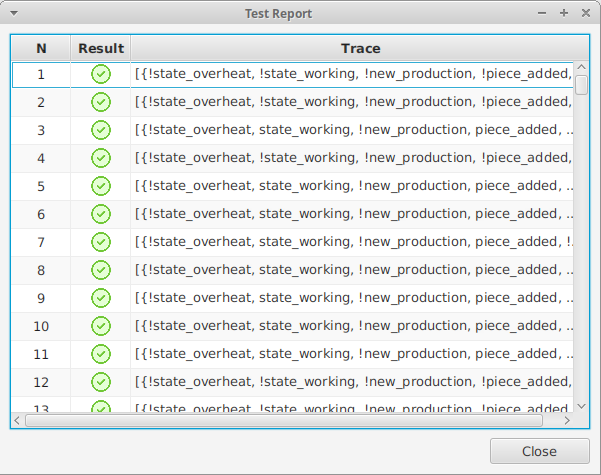 Test Report
N Result Trace
1 [{!state_overheat, !state_working, !new_production, !piece_added,
2 [{!state_overheat, !state_working, !new_production, !piece_added,
3 [{!state_overheat, state_working, !new_production, piece_added, ..
4 [{!state_overheat, !state_working, !new_production, !piece_added,
5 [{!state_overheat, state_working, !new_production, piece_added, ..
6 [{!state_overheat, state_working, !new_production, piece_added, ..
7 [{!state_overheat, state_working, !new_production, piece_added, !.
8 [{!state_overheat, state_working, !new_production, piece_added, ..
9 [{!state_overheat, state_working, !new_production, piece_added, ..
10 [{!state_overheat, state_working, !new_production, piece_added, ..
11 [{!state_overheat, state_working, !new_production, piece_added, ..
12 [{!state_overheat, !state_working, !new_production, !piece_added,
13 [{!state_overheat, !state_working, !new_production, !piece_added,
Close